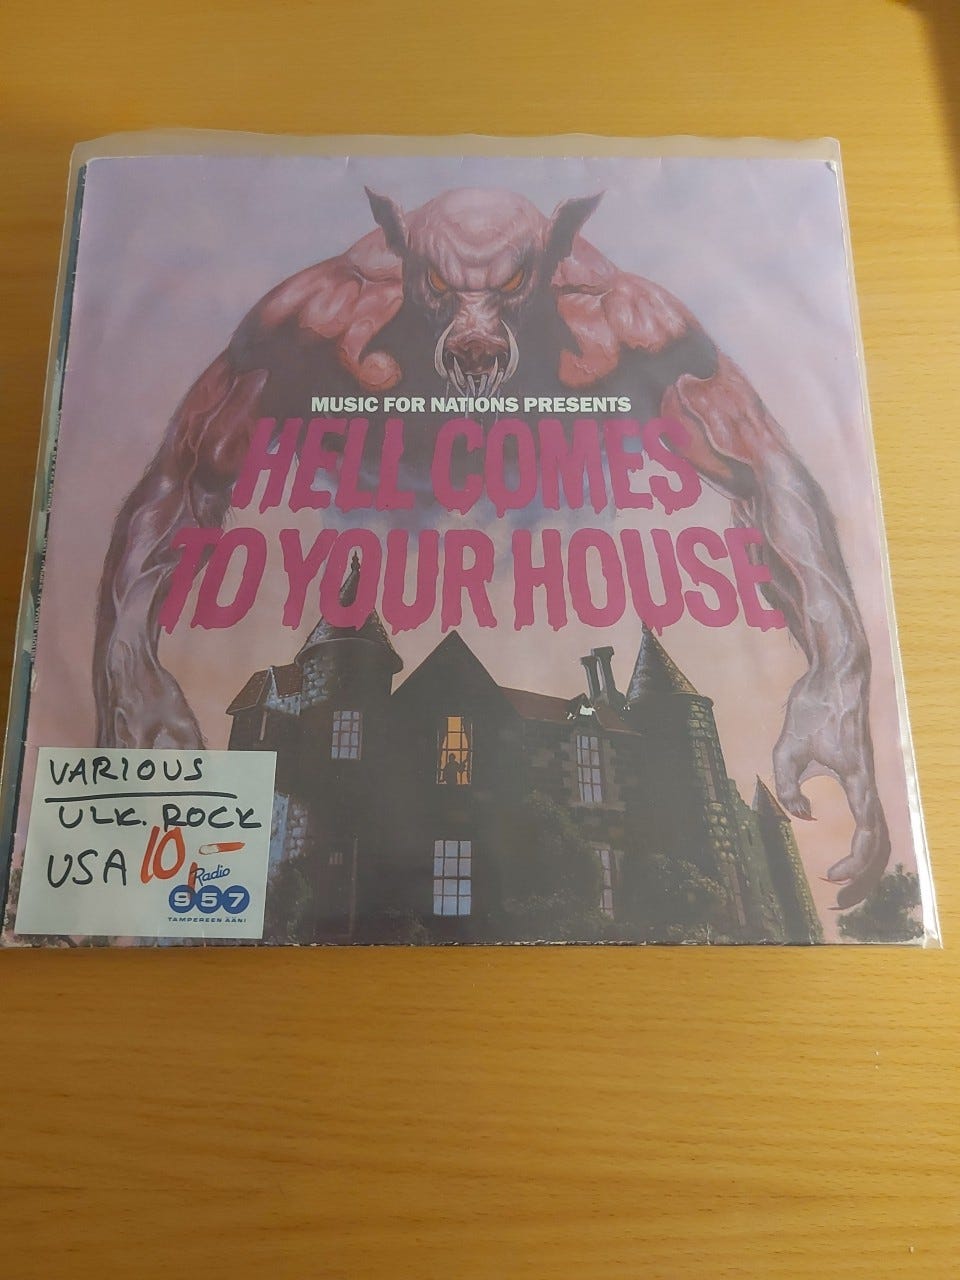 MUSIC FOR NATIONS PRESENTS
HELL COMES
TO YOUR HOUSE
VARIOUS
ULK. ROCK
USA 10,-
Radio
957
TAMPEREEN ÄÄNI